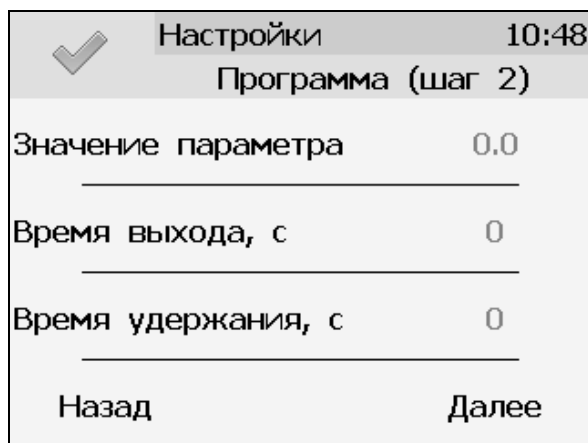 Настройки 10:48
Программа (шаг 2)
Значение параметра 0.0
Время выхода, с 0
Время удержания, с 0
Назад Далее